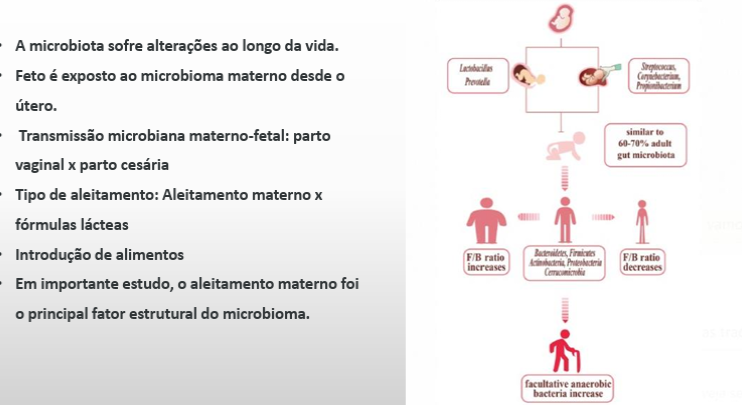 • A microbiota sofre alterações ao longo da vida.
• Feto é exposto ao microbioma materno desde o
útero.
• Transmissão microbiana materno-fetal: parto
vaginal x parto cesária
• Tipo de aleitamento: Aleitamento materno x
fórmulas lácteas
• Introdução de alimentos
• Em importante estudo, o aleitamento materno foi
o principal fator estrutural do microbioma.
Lactobacillus
Prevotella
Streptococcus,
Corynebacterium,
Propionibacterium
similar to
60-70% adult
gut microbiota
F/B ratio
increases
Bacteroidetes, Firmicutes
Actinobacteria, Proteobacteria
F/B ratio
decreases
facultative anaerobic
bacteria increase